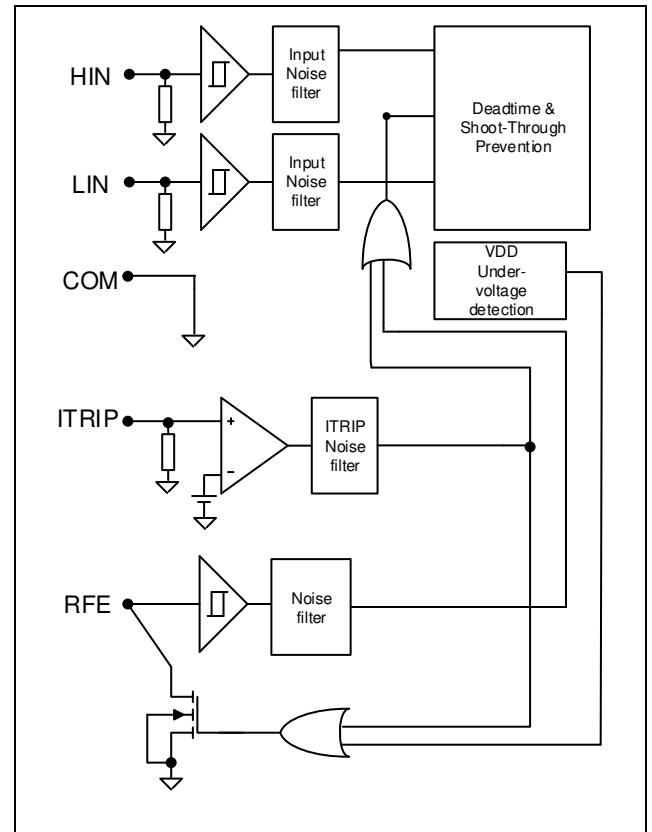 HIN
Input
Noise
filter
Deadtime &
Shoot-Through
Prevention
LIN
Input
Noise
filter
COM
VDD
Under-
voltage
detection
ITRIP
+
−
ITRIP
Noise
filter
RFE
Noise
filter